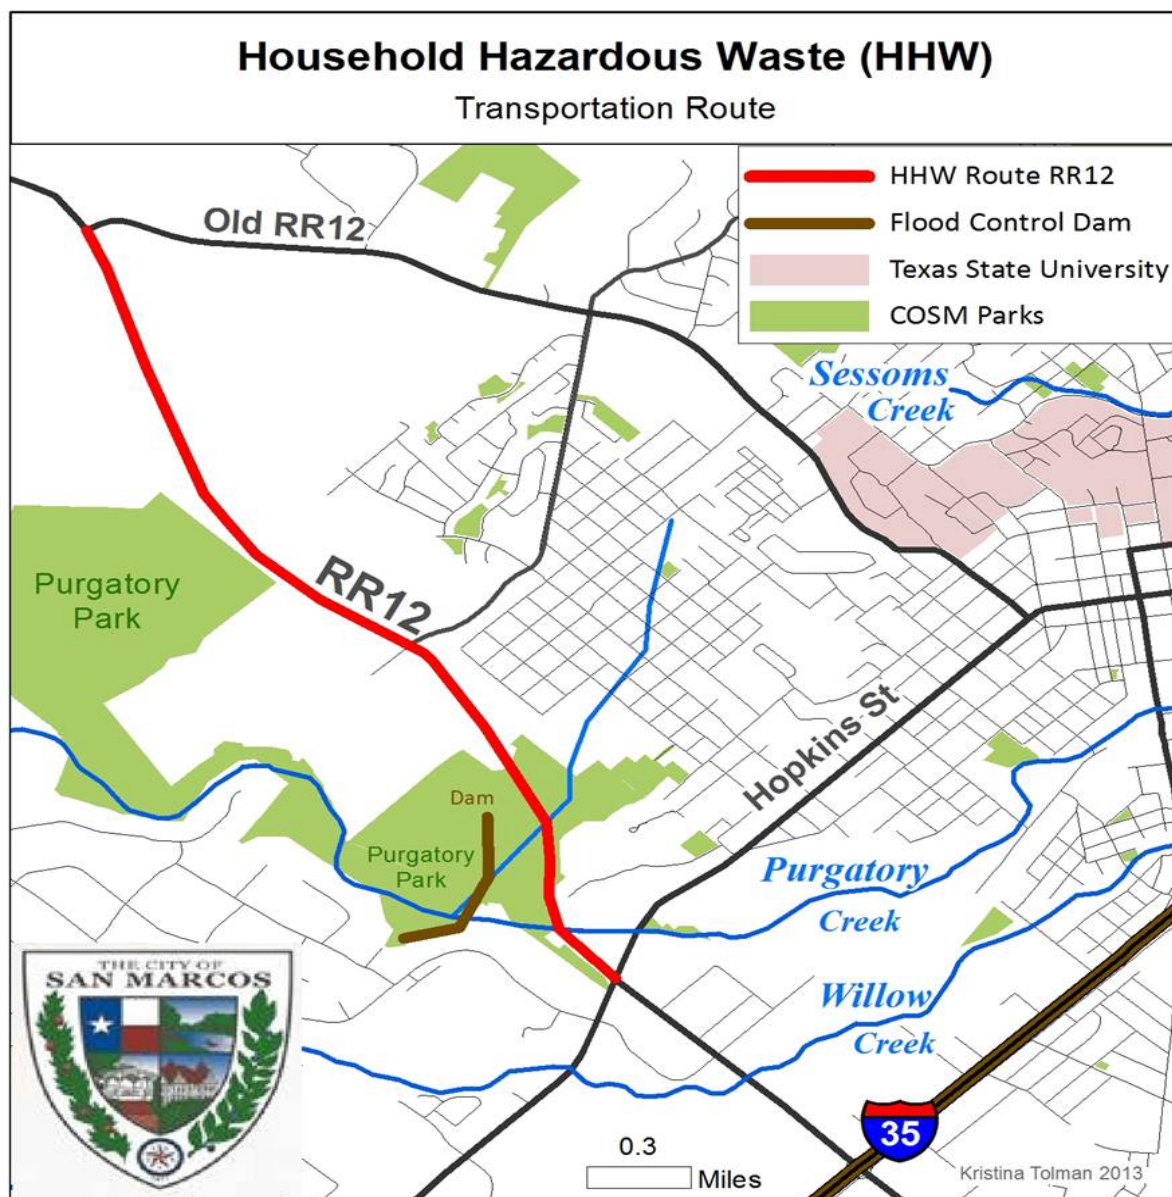 Household Hazardous Waste (HHW)
Transportation Route
HHW Route RR12
Flood Control Dam
Texas State University
COSM Parks
Old RR12
Sessoms
Creek
Purgatory
Park
RR12
Hopkins St
Dam
Purgatory
Park
Purgatory
Creek
Willow
Creek
THE CITY OF
SAN MARCOS
35
0.3
Miles
Kristina Tolman 2013